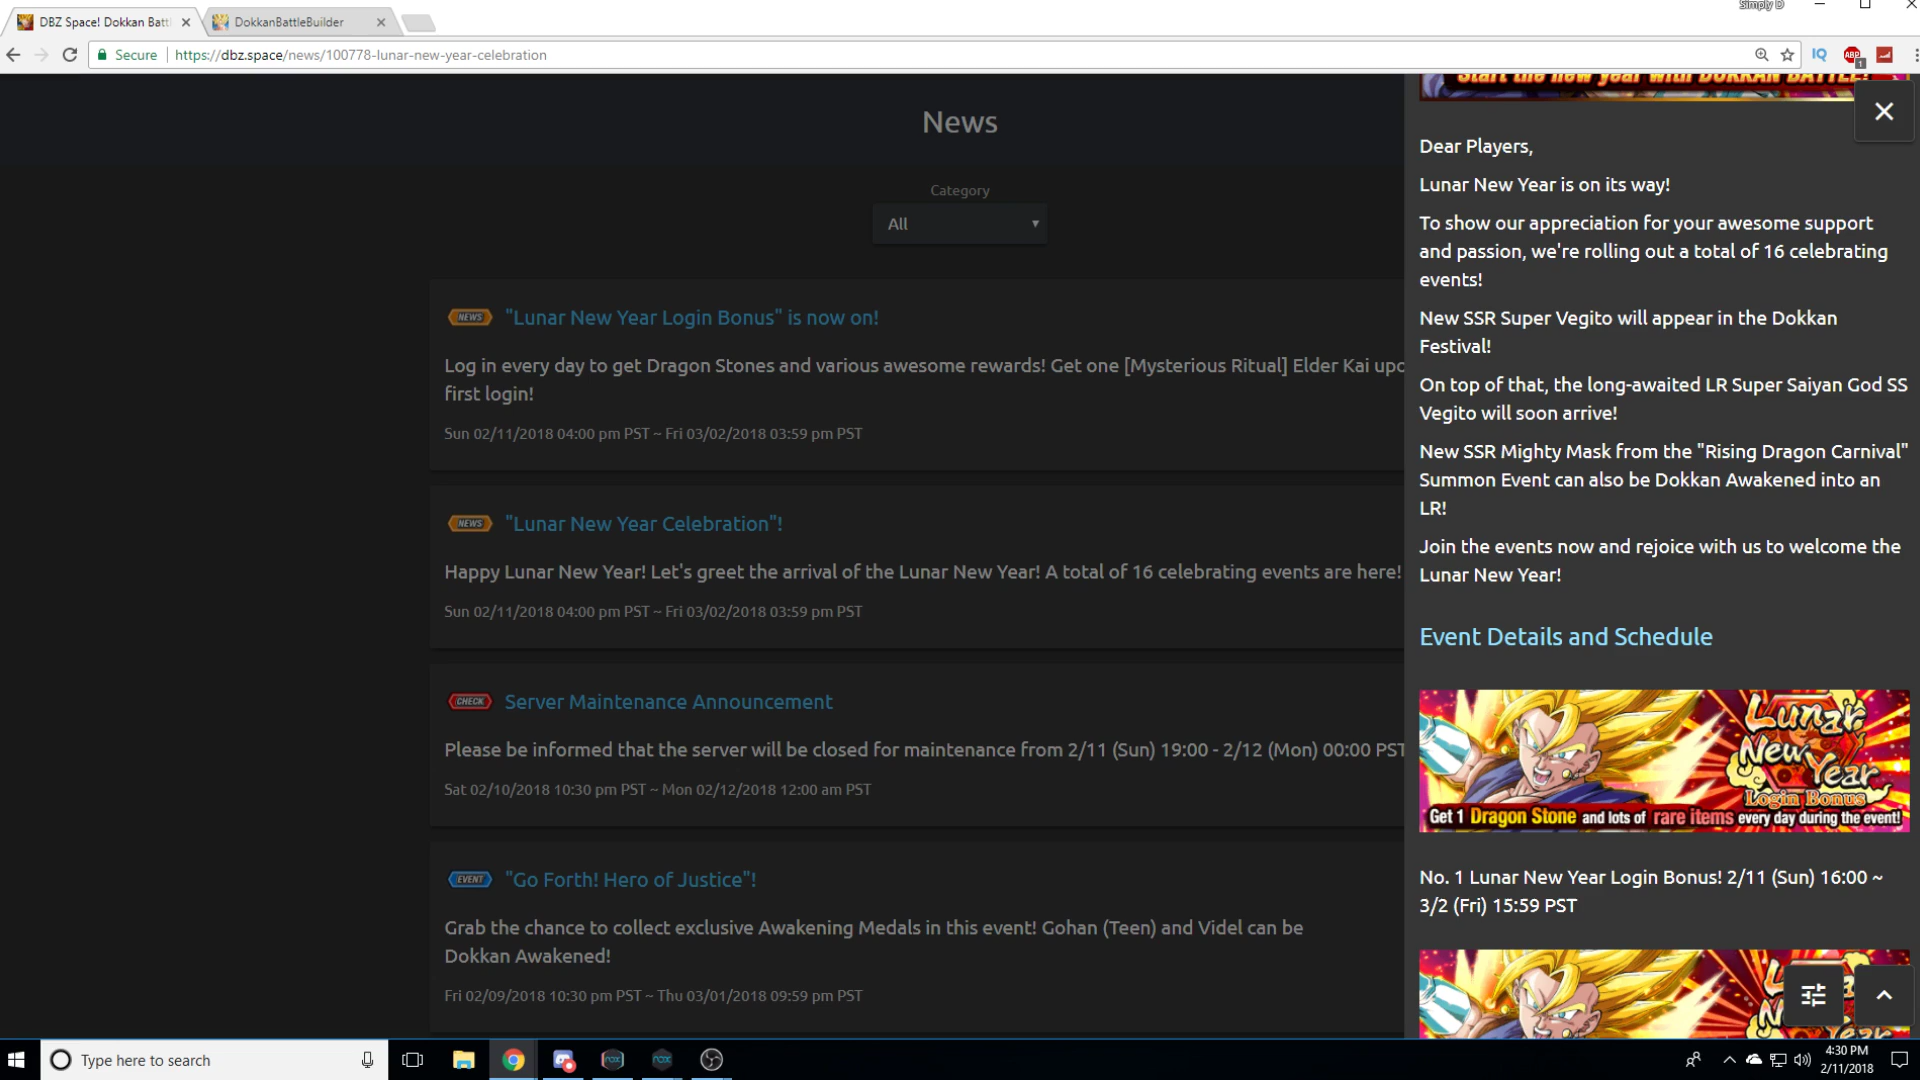 DBZ Space! Dokkan Batt
DokkanBattleBuilder
Simply D
Secure
https://dbz.space/news/100778-lunar-new-year-celebration
IQ
ABP
1
News
Category
All
NEWS "Lunar New Year Login Bonus" is now on!
Log in every day to get Dragon Stones and various awesome rewards! Get one [Mysterious Ritual] Elder Kai upo
first login!
Sun 02/11/2018 04:00 pm PST ~ Fri 03/02/2018 03:59 pm PST
NEWS "Lunar New Year Celebration"!
Happy Lunar New Year! Let's greet the arrival of the Lunar New Year! A total of 16 celebrating events are here!
Sun 02/11/2018 04:00 pm PST ~ Fri 03/02/2018 03:59 pm PST
CHECK Server Maintenance Announcement
Please be informed that the server will be closed for maintenance from 2/11 (Sun) 19:00 - 2/12 (Mon) 00:00 PST
Sat 02/10/2018 10:30 pm PST ~ Mon 02/12/2018 12:00 am PST
EVENT "Go Forth! Hero of Justice"!
Grab the chance to collect exclusive Awakening Medals in this event! Gohan (Teen) and Videl can be
Dokkan Awakened!
Fri 02/09/2018 10:30 pm PST ~ Thu 03/01/2018 09:59 pm PST
Start the new year with DOKKAN BATTLE!
Dear Players,
Lunar New Year is on its way!
To show our appreciation for your awesome support
and passion, we're rolling out a total of 16 celebrating
events!
New SSR Super Vegito will appear in the Dokkan
Festival!
On top of that, the long-awaited LR Super Saiyan God SS
Vegito will soon arrive!
New SSR Mighty Mask from the "Rising Dragon Carnival"
Summon Event can also be Dokkan Awakened into an
LR!
Join the events now and rejoice with us to welcome the
Lunar New Year!
Event Details and Schedule
Lunar
New
Year
Login Bonus
Get 1 Dragon Stone and lots of rare items every day during the event!
No. 1 Lunar New Year Login Bonus! 2/11 (Sun) 16:00 ~
3/2 (Fri) 15:59 PST
Type here to search
nox
nox
4:30 PM
2/11/2018